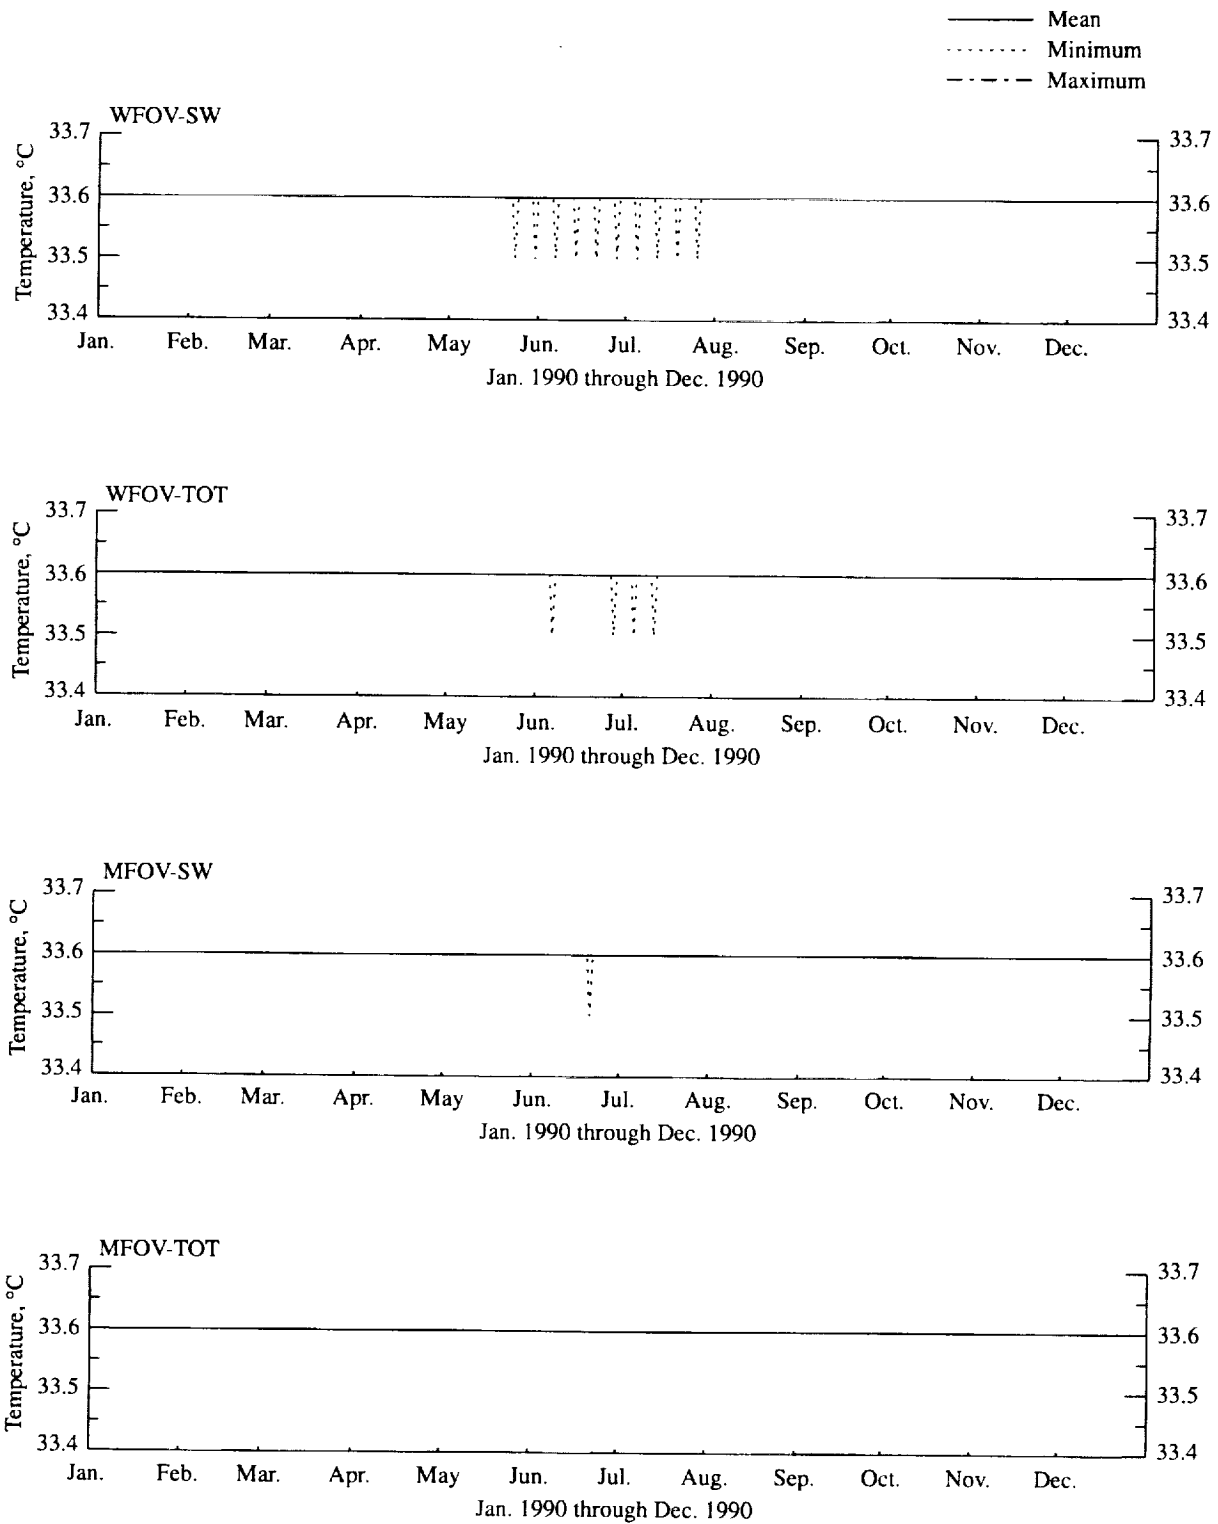 Mean
Minimum
Maximum
WFOV-SW
33.7
33.6
33.5
33.4
Temperature, °C
33.7
33.6
33.5
33.4
Jan. Feb. Mar. Apr. May Jun. Jul. Aug. Sep. Oct. Nov. Dec.
Jan. 1990 through Dec. 1990
WFOV-TOT
33.7
33.6
33.5
33.4
Temperature, °C
33.7
33.6
33.5
33.4
Jan. Feb. Mar. Apr. May Jun. Jul. Aug. Sep. Oct. Nov. Dec.
Jan. 1990 through Dec. 1990
MFOV-SW
33.7
33.6
33.5
33.4
Temperature, °C
33.7
33.6
33.5
33.4
Jan. Feb. Mar. Apr. May Jun. Jul. Aug. Sep. Oct. Nov. Dec.
Jan. 1990 through Dec. 1990
MFOV-TOT
33.7
33.6
33.5
33.4
Temperature, °C
33.7
33.6
33.5
33.4
Jan. Feb. Mar. Apr. May Jun. Jul. Aug. Sep. Oct. Nov. Dec.
Jan. 1990 through Dec. 1990